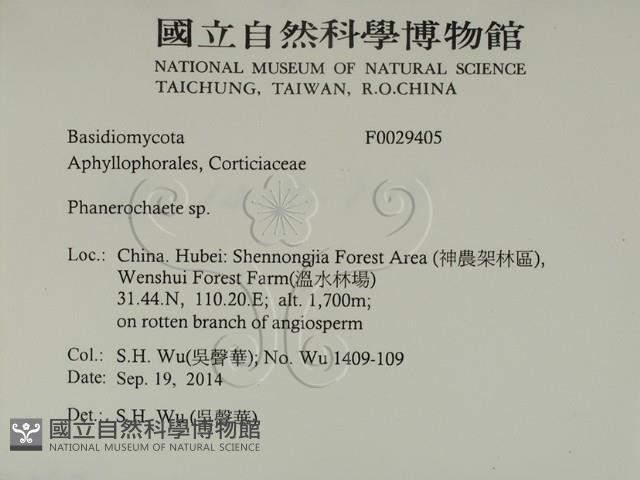 國立自然科學博物館
NATIONAL MUSEUM OF NATURAL SCIENCE
TAICHUNG, TAIWAN, R.O.CHINA
Basidiomycota F0029405
Aphyllophorales, Corticiaceae
Phanerochaete sp.
Loc.: China. Hubei: Shennongjia Forest Area (神農架林區),
Wenshui Forest Farm(溫水林場)
31.44.N, 110.20.E; alt. 1,700m;
on rotten branch of angiosperm
Col.: S.H. Wu(吳聲華); No. Wu 1409-109
Date: Sep. 19, 2014
Det.: S.H. Wu (吳聲華)
國立自然科學博物館
NATIONAL MUSEUM OF NATURAL SCIENCE